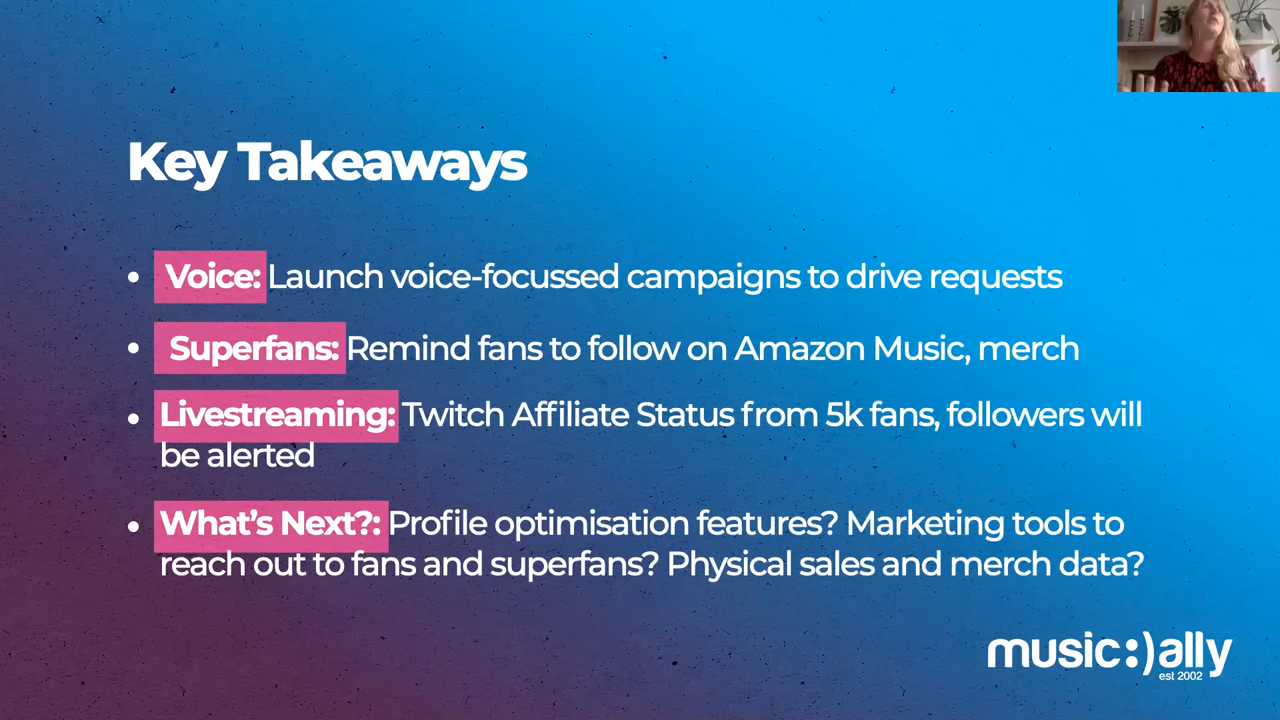 Key Takeaways
• Voice: Launch voice-focussed campaigns to drive requests
• Superfans: Remind fans to follow on Amazon Music, merch
• Livestreaming: Twitch Affiliate Status from 5k fans, followers will
be alerted
• What's Next?: Profile optimisation features? Marketing tools to
reach out to fans and superfans? Physical sales and merch data?
music:)ally
est 2002